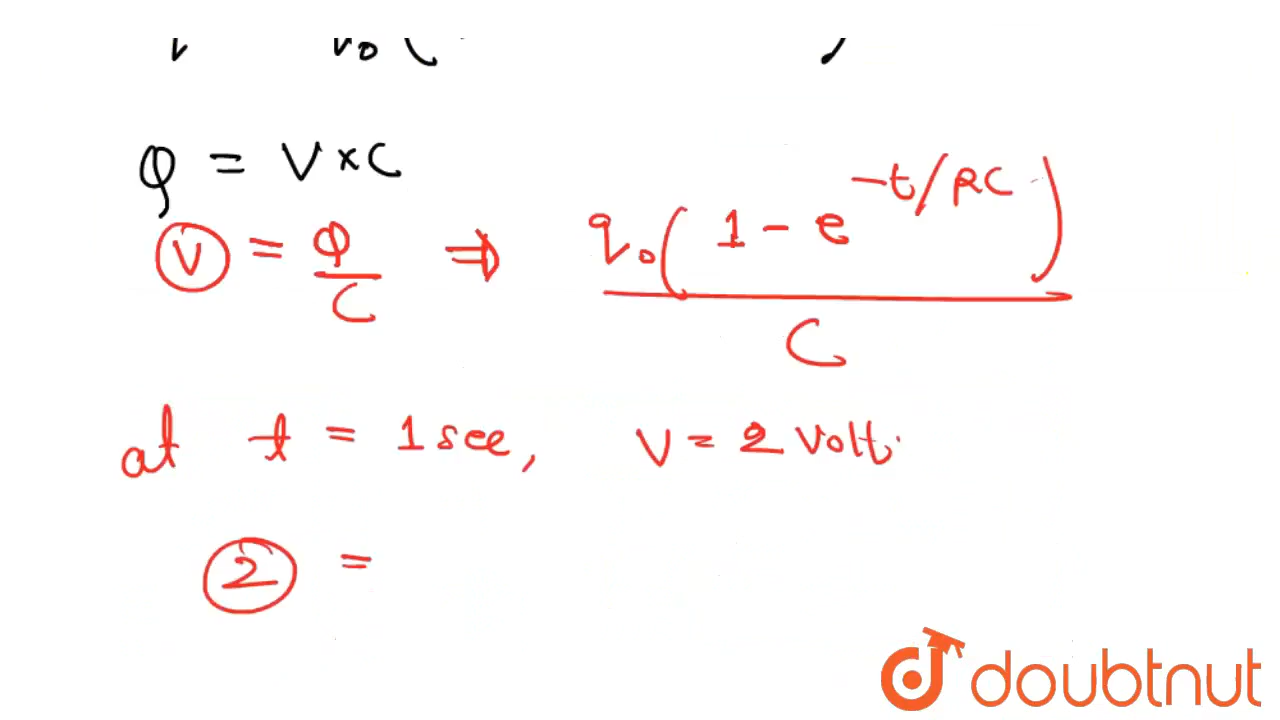 Q = V × C
V = Q/C ⇒ q₀(1 - e^(-t/RC))/C
at t = 1 sec, V = 2 volt.
2 =
doubtnut